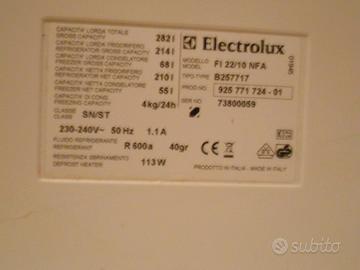 CAPACITA' LORDA TOTALE
GROSS CAPACITY
282 l
CAPACITA' LORDA FRIGORIFERO
REFRIGERATOR GROSS CAPACITY
214 l
CAPACITA' LORDA CONGELATORE
GROSS CAPACITY
68 l
CAPACITA' NETTA FRIGORIFERO
REFRIGERATOR CAPACITY
210 l
CAPACITA' NETTA CONGELATORE
CAPACITY
55 l
CAPACITA' DI CONG.
FREEZING CAPACITY
4kg/24h
CLASSE
CLASS
SN/ST
230-240V~ 50 Hz 1.1 A
FLUIDO REFRIGERANTE
REFRIGERANT
R 600a 40gr
RESISTENZA SBRINAMENTO
DEFROST HEATER
113 W
Electrolux
01945
MODELLO
MODEL
FI 22/10 NFA
TIPO-TYPE
B257717
PROD.NO
925 771 724 - 01
SER.NO
73800059
PRODOTTO IN ITALIA - MADE IN ITALY
subito